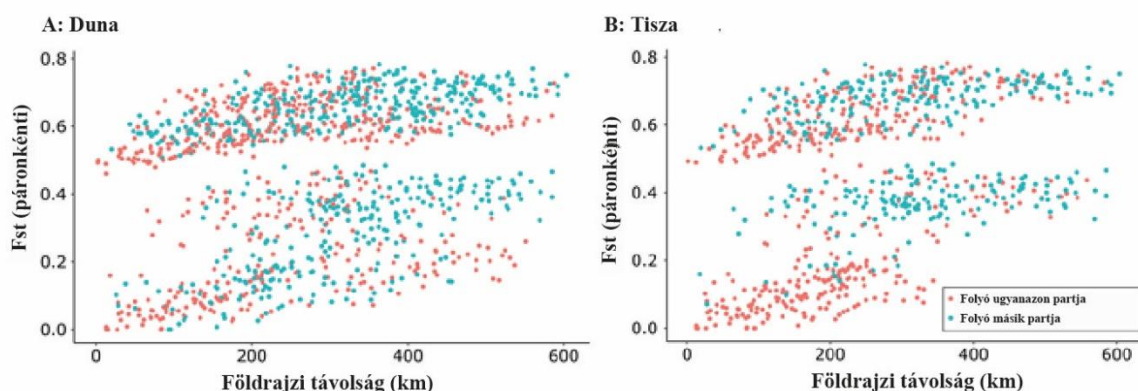 A: Duna
B: Tisza
Fst (páronkénti)
0.8
0.6
0.4
0.2
0.0
0
200
400
600
Földrajzi távolság (km)
Fst (páronkénti)
0.8
0.6
0.4
0.2
0.0
0
200
400
600
Földrajzi távolság (km)
Folyó ugyanazon partja
Folyó másik partja